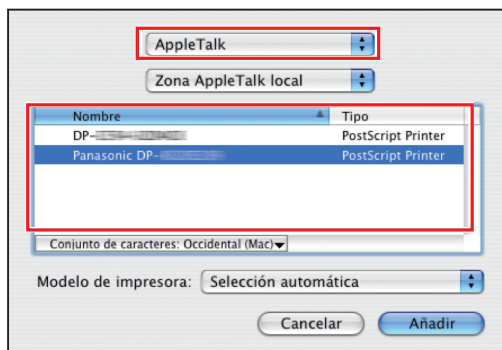 AppleTalk
Zona AppleTalk local
Nombre Tipo
DP- PostScript Printer
Panasonic DP- PostScript Printer
Conjunto de caracteres: Occidental (Mac)
Modelo de impresora: Selección automática
Cancelar Añadir